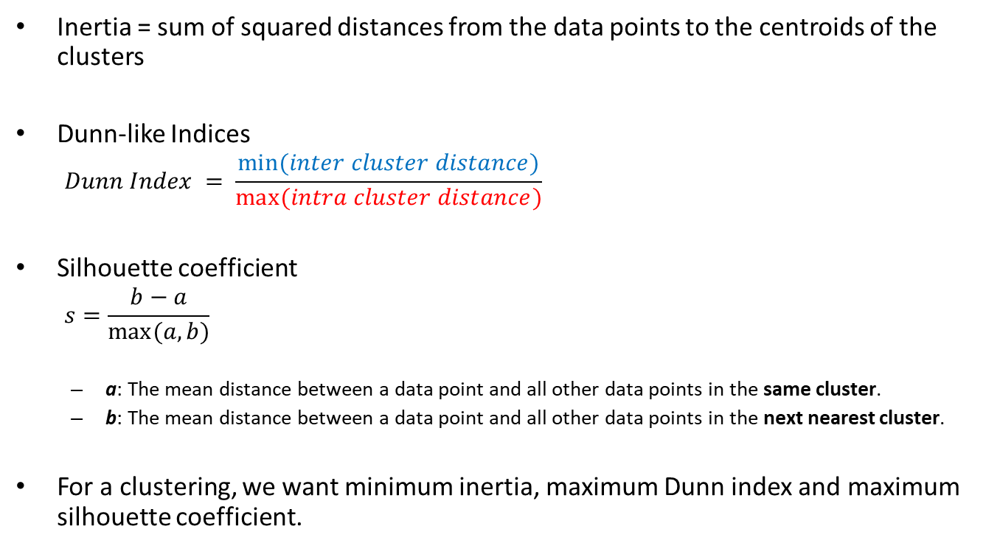 • Inertia = sum of squared distances from the data points to the centroids of the
clusters
• Dunn-like Indices
Dunn Index = min(inter cluster distance) / max(intra cluster distance)
• Silhouette coefficient
s = b − a / max(a, b)
– a: The mean distance between a data point and all other data points in the same cluster.
– b: The mean distance between a data point and all other data points in the next nearest cluster.
• For a clustering, we want minimum inertia, maximum Dunn index and maximum
silhouette coefficient.